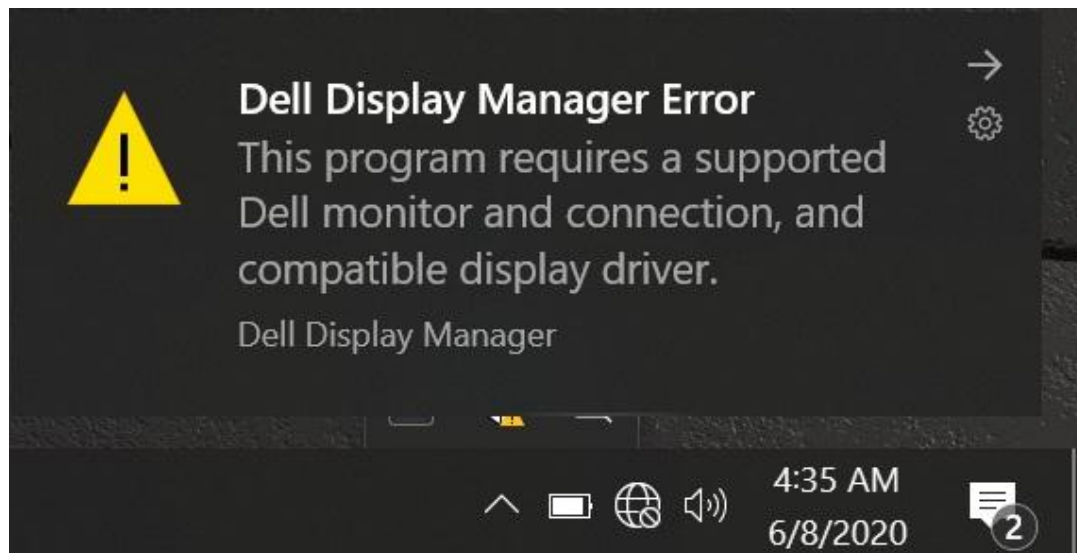 Dell Display Manager Error
This program requires a supported
Dell monitor and connection, and
compatible display driver.
Dell Display Manager
4:35 AM
6/8/2020
2